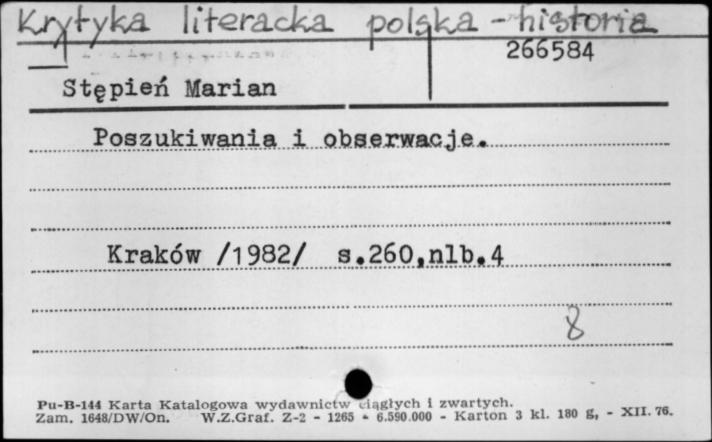 Krytyka literacka polska - historia
266584
Stępień Marian
Poszukiwania i obserwacje.
Kraków /1982/ s.260,nlb.4
8
Pu-B-144 Karta Katalogowa wydawnictw ciągłych i zwartych.
Zam. 1648/DW/On. W.Z.Graf. Z-2 - 1265 - 6.590.000 - Karton 3 kl. 180 g, - XII. 76.